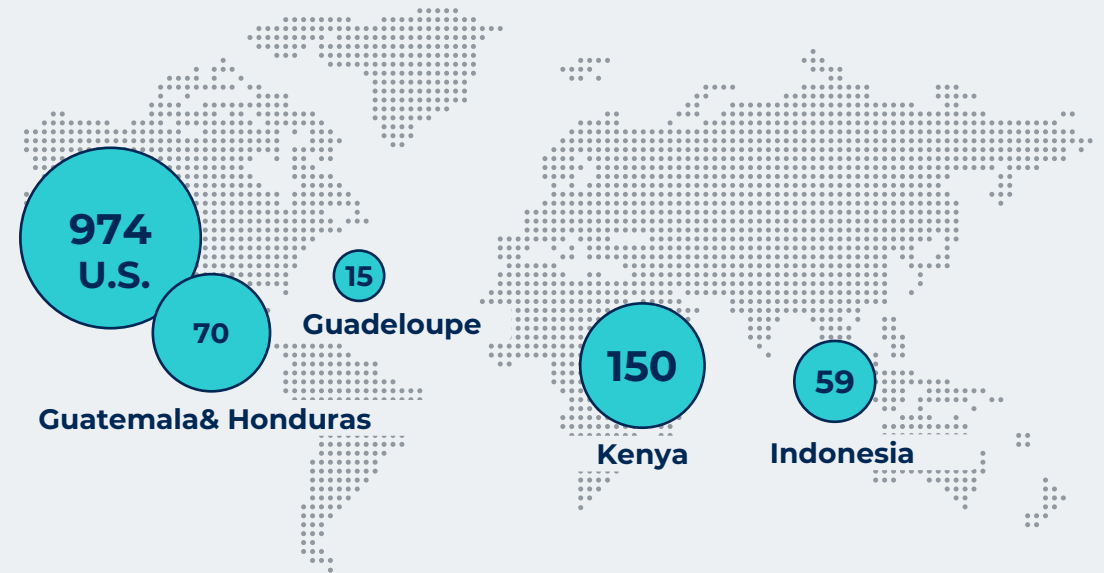 974
U.S.
70
Guatemala& Honduras
15
Guadeloupe
150
Kenya
59
Indonesia